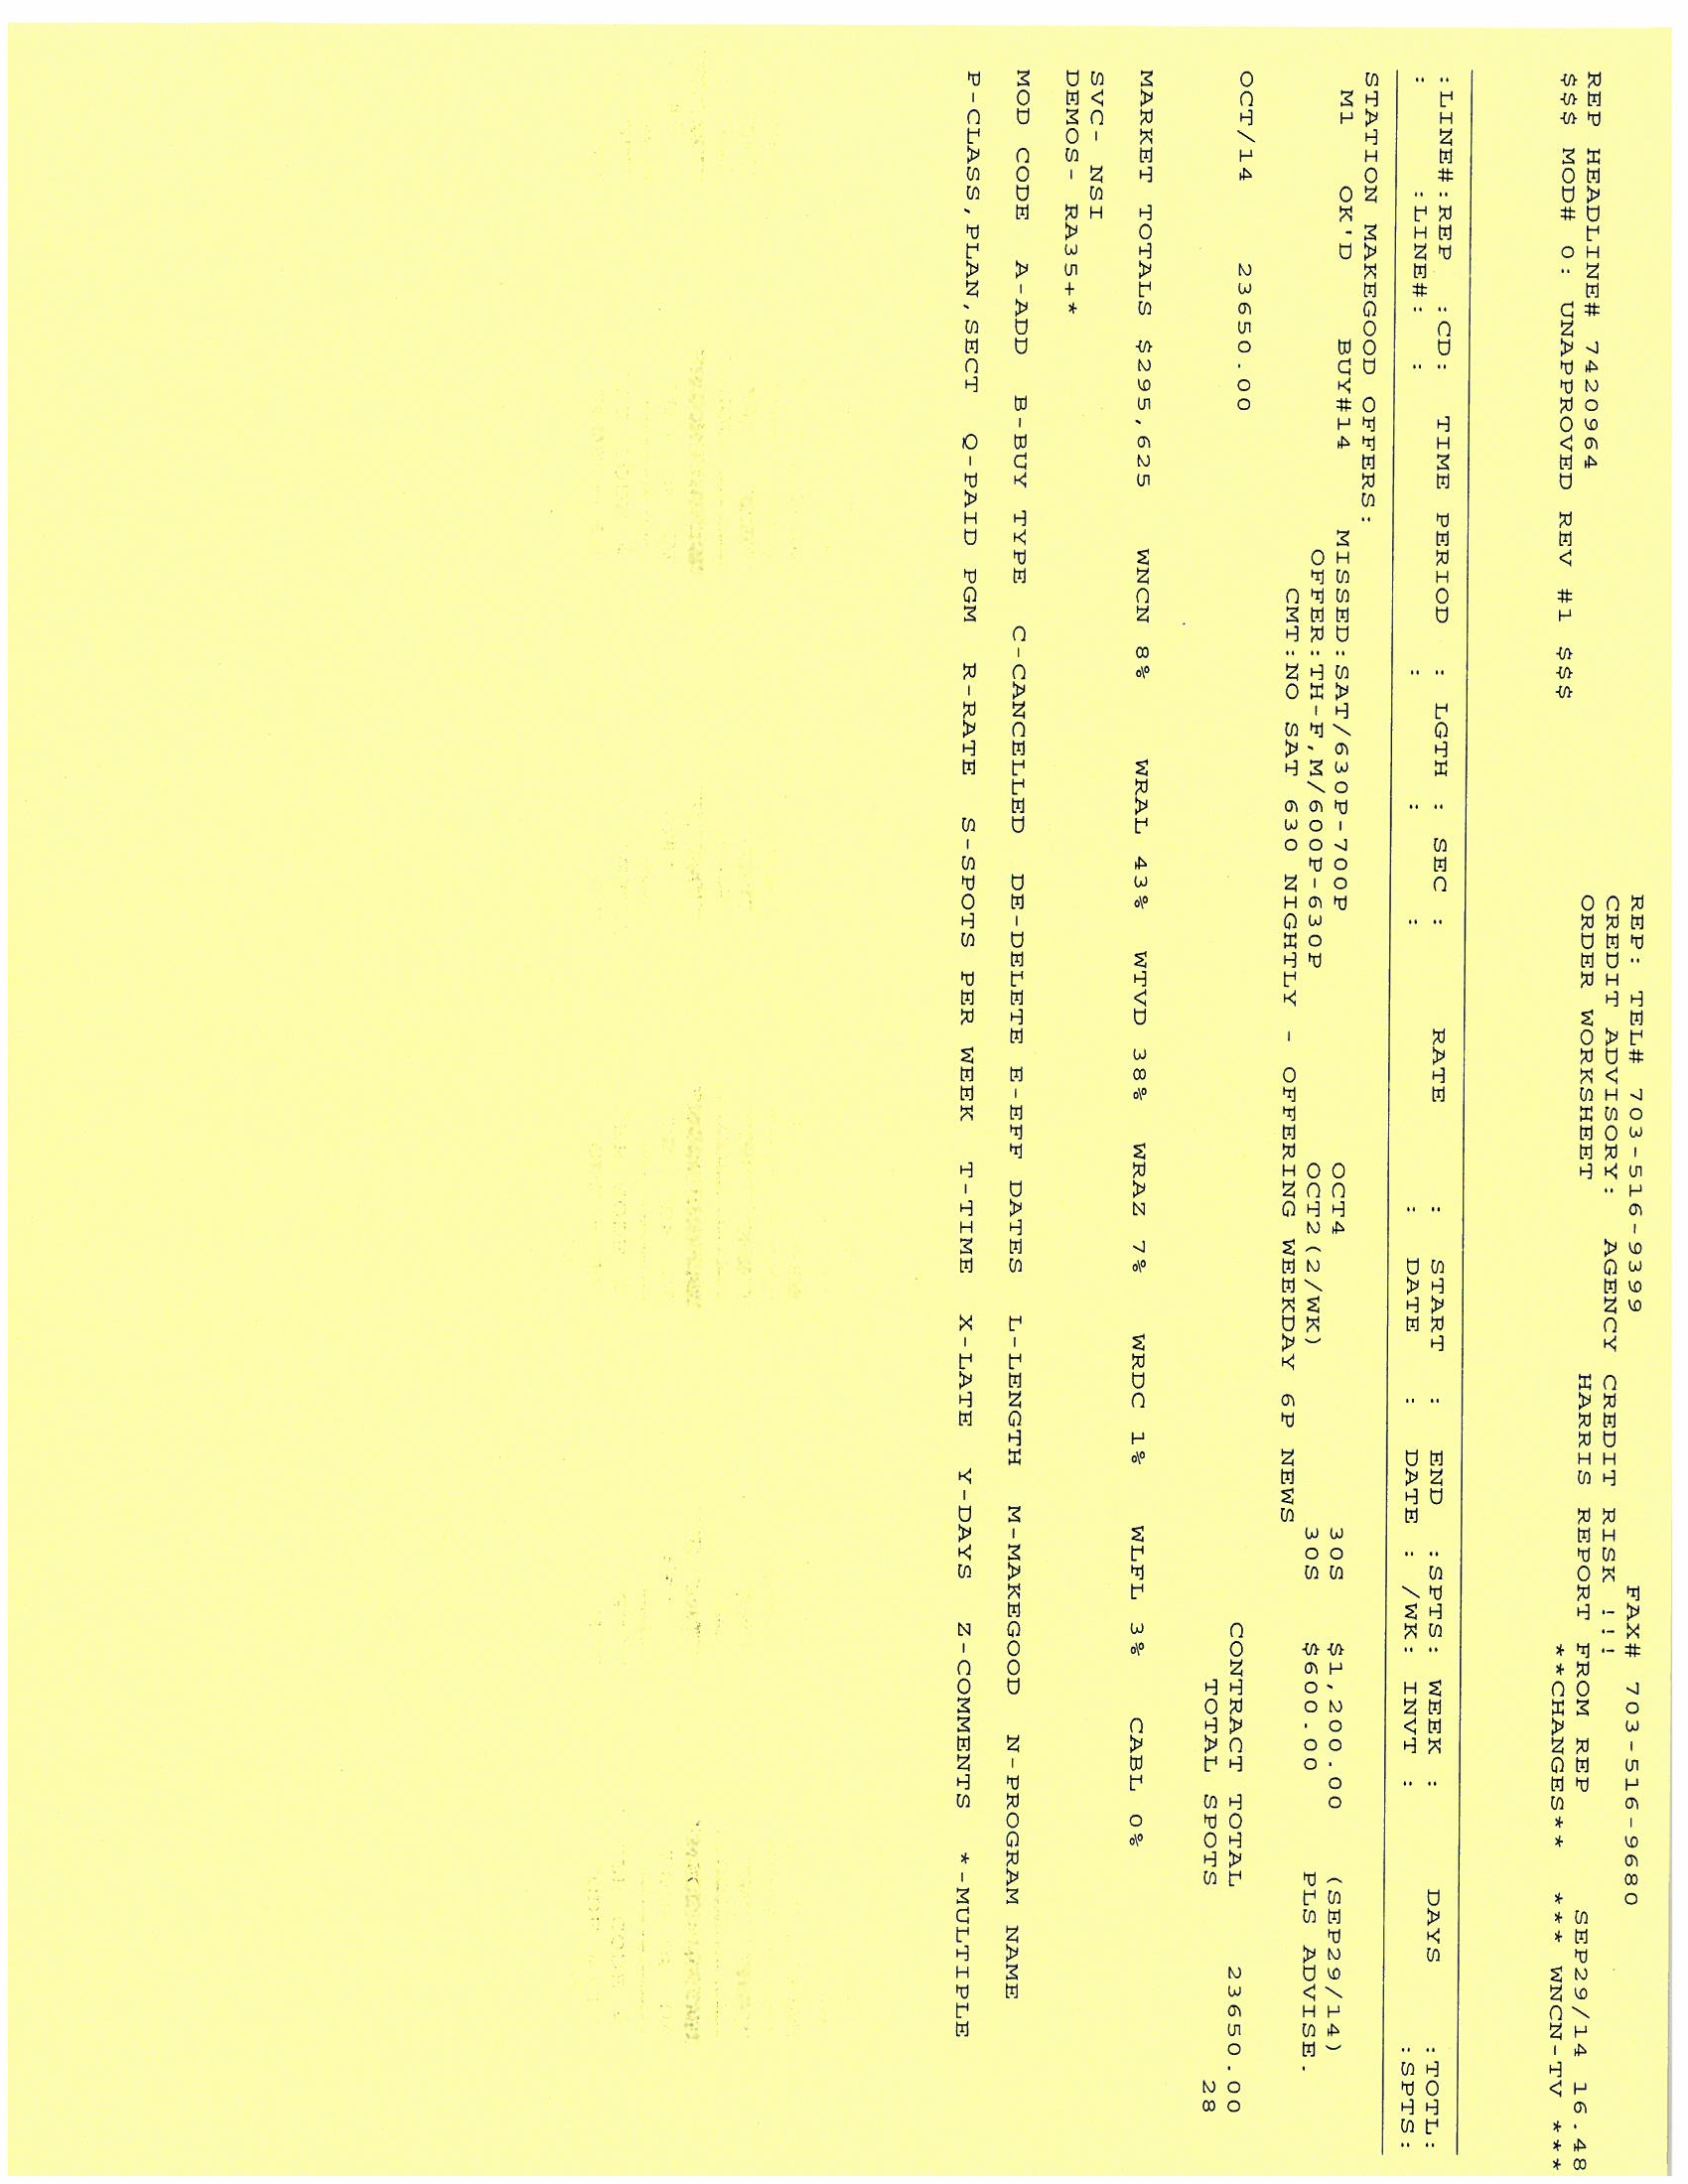 REP: TEL# 703-516-9399 FAX# 703-516-9680
CREDIT ADVISORY: AGENCY CREDIT RISK !!!
REP HEADLINE# 7420964 ORDER WORKSHEET HARRIS REPORT FROM REP SEP29/14 16.48
$$$ MOD# 0: UNAPPROVED REV #1 $$$ **CHANGES** *** WNCN-TV ***
:LINE#:REP :CD: TIME PERIOD : LGTH : SEC : RATE : START : END :SPTS: WEEK : DAYS :TOTL:
: :LINE#: : : : : : DATE : DATE : /WK: INVT : :SPTS:
STATION MAKEGOOD OFFERS:
M1 OK'D BUY#14 MISSED:SAT/630P-700P OCT4 30S $1,200.00 (SEP29/14)
OFFER:TH-F,M/600P-630P OCT2(2/WK) 30S $600.00 PLS ADVISE.
CMT:NO SAT 630 NIGHTLY - OFFERING WEEKDAY 6P NEWS
OCT/14 23650.00 CONTRACT TOTAL 23650.00
TOTAL SPOTS 28
MARKET TOTALS $295,625 WNCN 8% WRAL 43% WTVD 38% WRAZ 7% WRDC 1% WLFL 3% CABL 0%
SVC- NSI
DEMOS- RA35+*
MOD CODE A-ADD B-BUY TYPE C-CANCELLED DE-DELETE E-EFF DATES L-LENGTH M-MAKEGOOD N-PROGRAM NAME
P-CLASS,PLAN,SECT Q-PAID PGM R-RATE S-SPOTS PER WEEK T-TIME X-LATE Y-DAYS Z-COMMENTS *-MULTIPLE